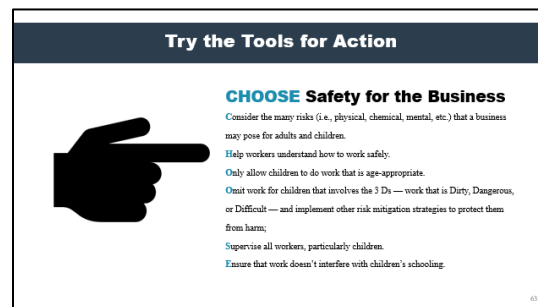 Try the Tools for Action
CHOOSE Safety for the Business
Consider the many risks (i.e., physical, chemical, mental, etc.) that a business
may pose for adults and children.
Help workers understand how to work safely.
Only allow children to do work that is age-appropriate.
Omit work for children that involves the 3 Ds — work that is Dirty, Dangerous,
or Difficult — and implement other risk mitigation strategies to protect them
from harm;
Supervise all workers, particularly children.
Ensure that work doesn't interfere with children's schooling.
63